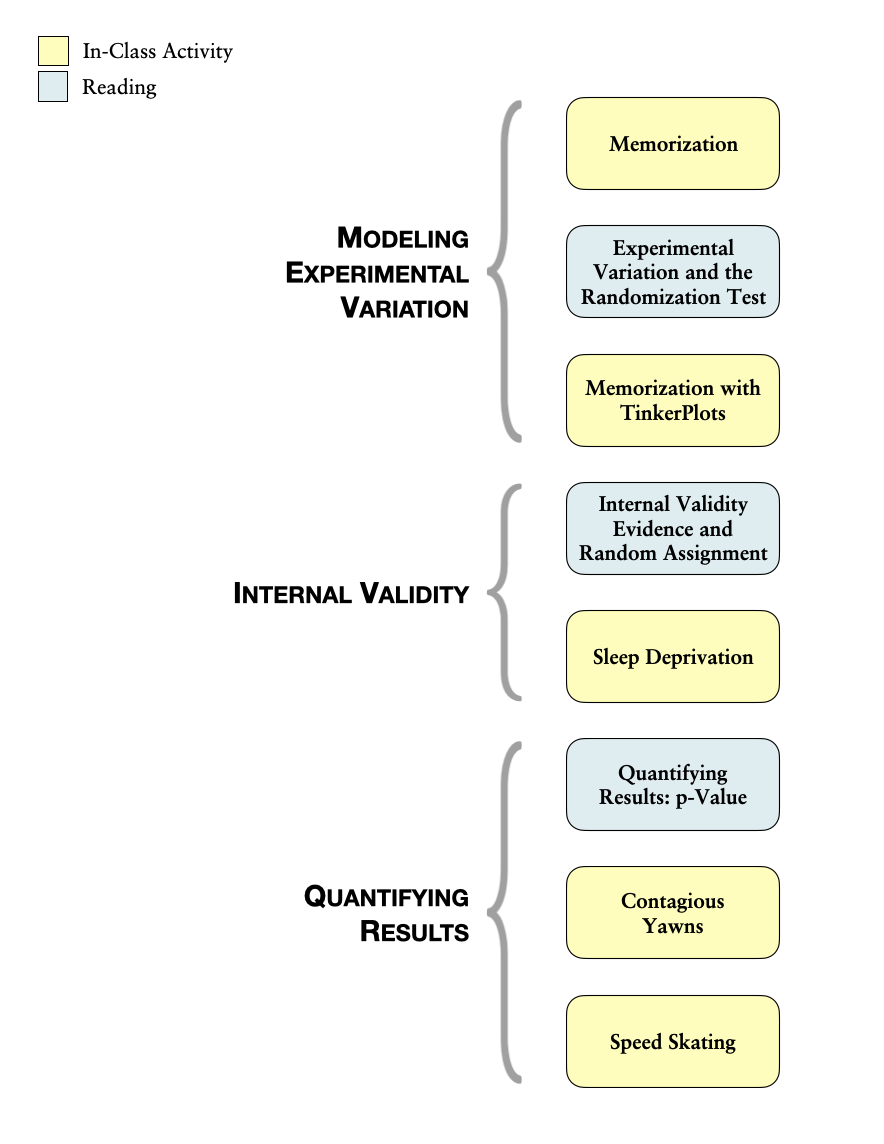 In-Class Activity
Reading
Memorization
MODELING
EXPERIMENTAL
VARIATION
Experimental
Variation and the
Randomization Test
Memorization with
TinkerPlots
Internal Validity
Evidence and
Random Assignment
INTERNAL VALIDITY
Sleep Deprivation
Quantifying
Results: p-Value
QUANTIFYING
RESULTS
Contagious
Yawns
Speed Skating